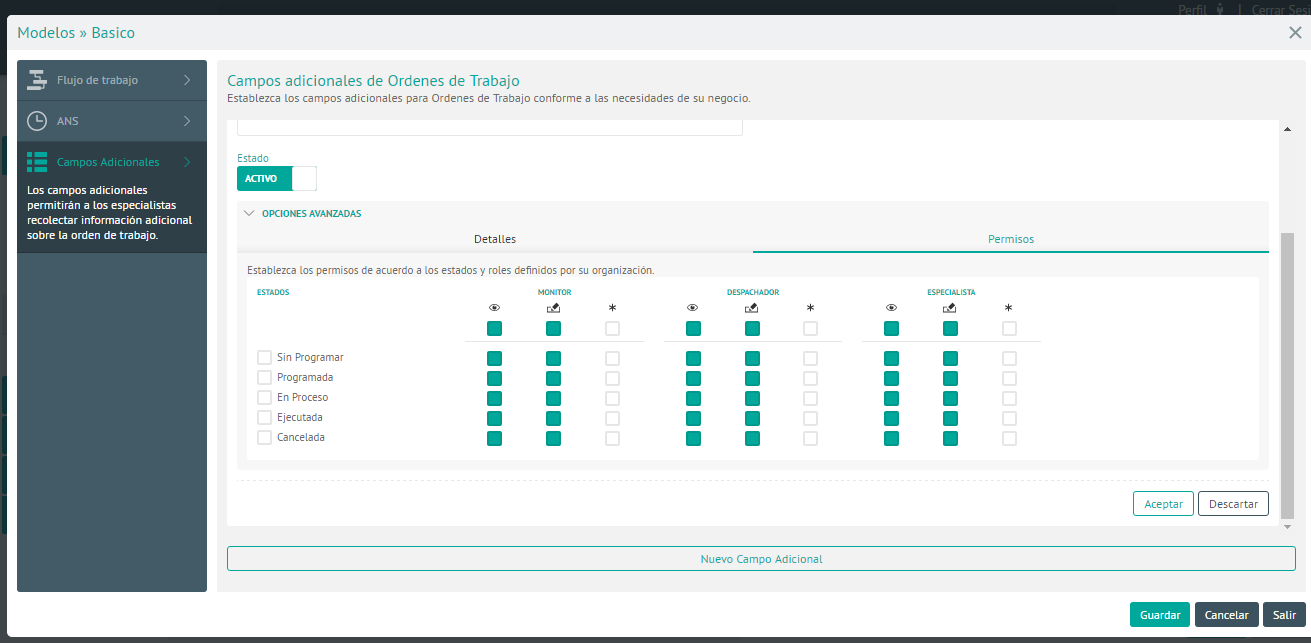 Perfil | Cerrar Sesi
Modelos » Basico
Flujo de trabajo
ANS
Campos Adicionales
Los campos adicionales
permitirán a los especialistas
recolectar información adicional
sobre la orden de trabajo.
Campos adicionales de Ordenes de Trabajo
Establezca los campos adicionales para Ordenes de Trabajo conforme a las necesidades de su negocio.
Estado
ACTIVO
OPCIONES AVANZADAS
Detalles Permisos
Establezca los permisos de acuerdo a los estados y roles definidos por su organización.
ESTADOS MONITOR DESPACHADOR ESPECIALISTA
Sin Programar
Programada
En Proceso
Ejecutada
Cancelada
Aceptar Descartar
Nuevo Campo Adicional
Guardar Cancelar Salir